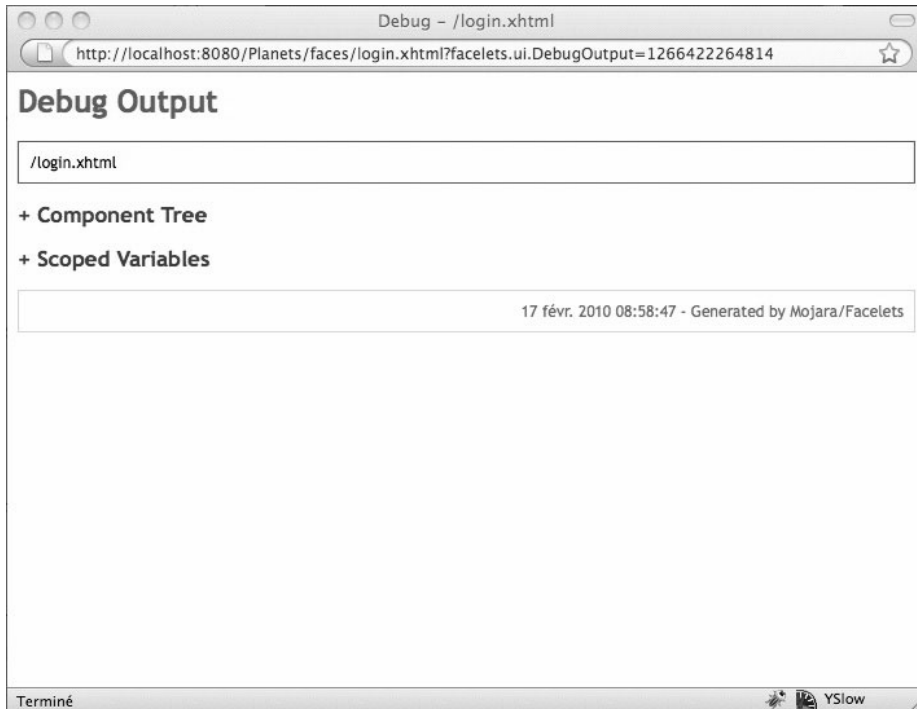 Debug – /login.xhtml
http://localhost:8080/Planets/faces/login.xhtml?facelets.ui.DebugOutput=1266422264814
Debug Output
/login.xhtml
+ Component Tree
+ Scoped Variables
17 févr. 2010 08:58:47 - Generated by Mojara/Facelets
Terminé
YSlow